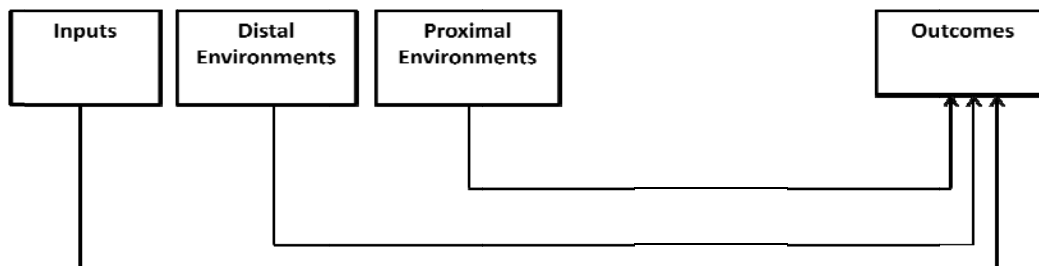 Inputs
Distal
Environments
Proximal
Environments
Outcomes